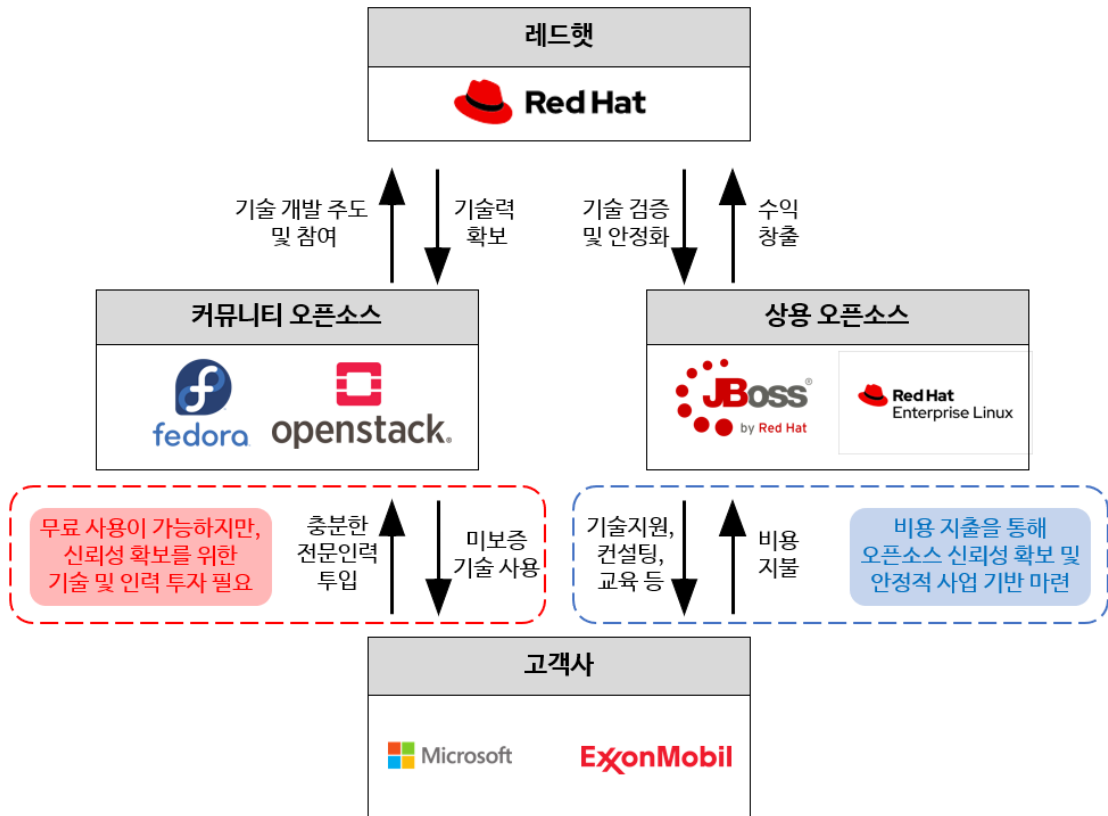 레드햇
Red Hat
기술 개발 주도
및 참여
기술력
확보
기술 검증
및 안정화
수익
창출
커뮤니티 오픈소스
fedora
openstack.
상용 오픈소스
JBoss®
by Red Hat
Red Hat
Enterprise Linux
무료 사용이 가능하지만,
신뢰성 확보를 위한
기술 및 인력 투자 필요
충분한
전문인력
투입
미보증
기술 사용
기술지원,
컨설팅,
교육 등
비용
지불
비용 지출을 통해
오픈소스 신뢰성 확보 및
안정적 사업 기반 마련
고객사
Microsoft
ExxonMobil